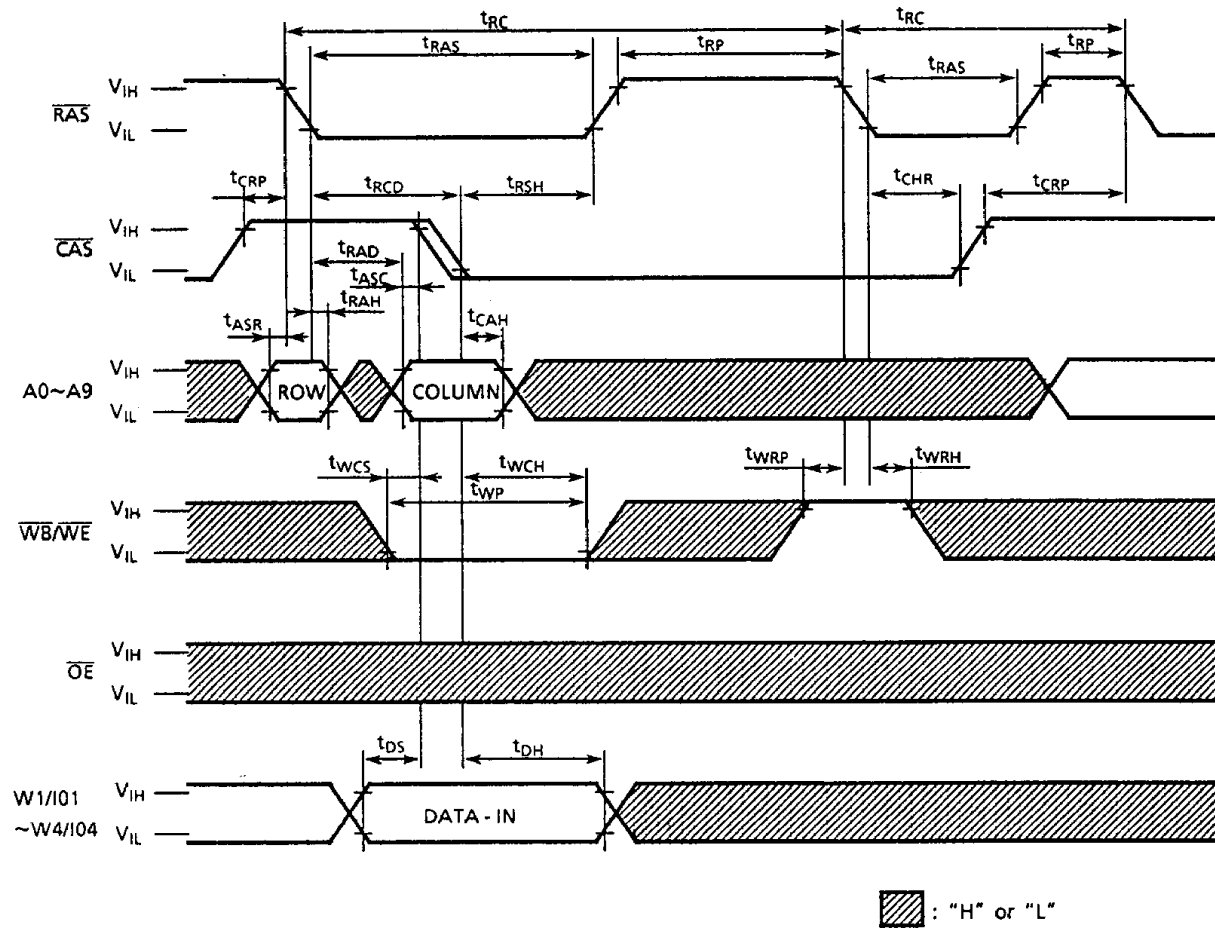 tRC tRC
tRAS tRP tRAS tRP
RAS VIH
VIL
tCRP tRCD tRSH tCHR tCRP
CAS VIH
VIL
tRAD
tASC
tRAH
tASR tCAH
A0~A9 VIH
VIL
ROW COLUMN
tWCS tWCH tWRP tWRH
tWP
WB/WE VIH
VIL
OE VIH
VIL
tDS tDH
W1/I01 VIH
~W4/I04 VIL
DATA - IN
: "H" or "L"